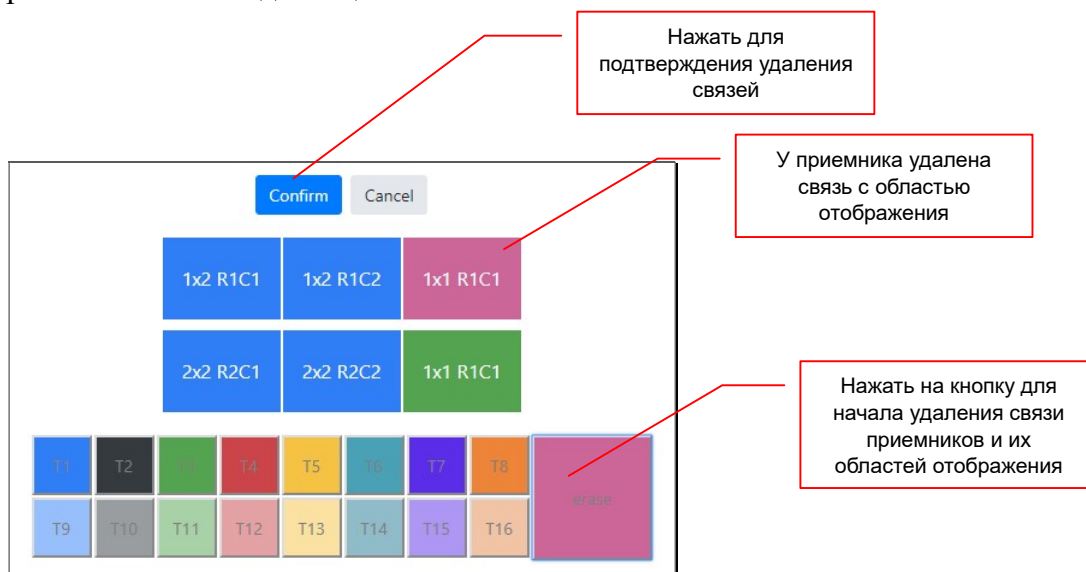 Нажать для
подтверждения удаления
связей
У приемника удалена
связь с областью
отображения
Confirm Cancel
1x2 R1C1 1x2 R1C2 1x1 R1C1
2x2 R2C1 2x2 R2C2 1x1 R1C1
Нажать на кнопку для
начала удаления связи
приемников и их
областей отображения
T1 T2 T3 T4 T5 T6 T7 T8
erase
T9 T10 T11 T12 T13 T14 T15 T16